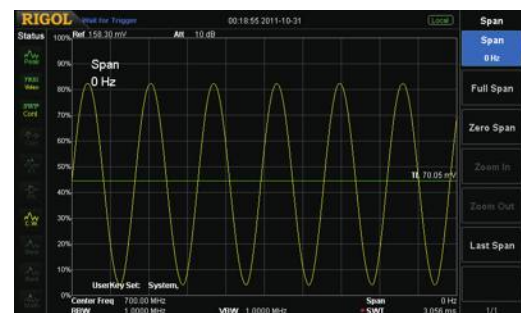 RIGOL Wait for Trigger 00:18:55 2011-10-31 Local Span
Status 100% Ref 158.30 mV Att 10 dB
Span
0 Hz
Span
0 Hz
90%
80%
70%
60%
50%
40%
30%
20%
10%
0%
Video
Cont
TL 70.05 mV
UserKey Set: System,
Center Freq 700.00 MHz Span 0 Hz
RBW 1.0000 MHz VBW 1.0000 MHz *SWT 3.056 ms
Full Span
Zero Span
Zoom In
Zoom Out
Last Span
1/1